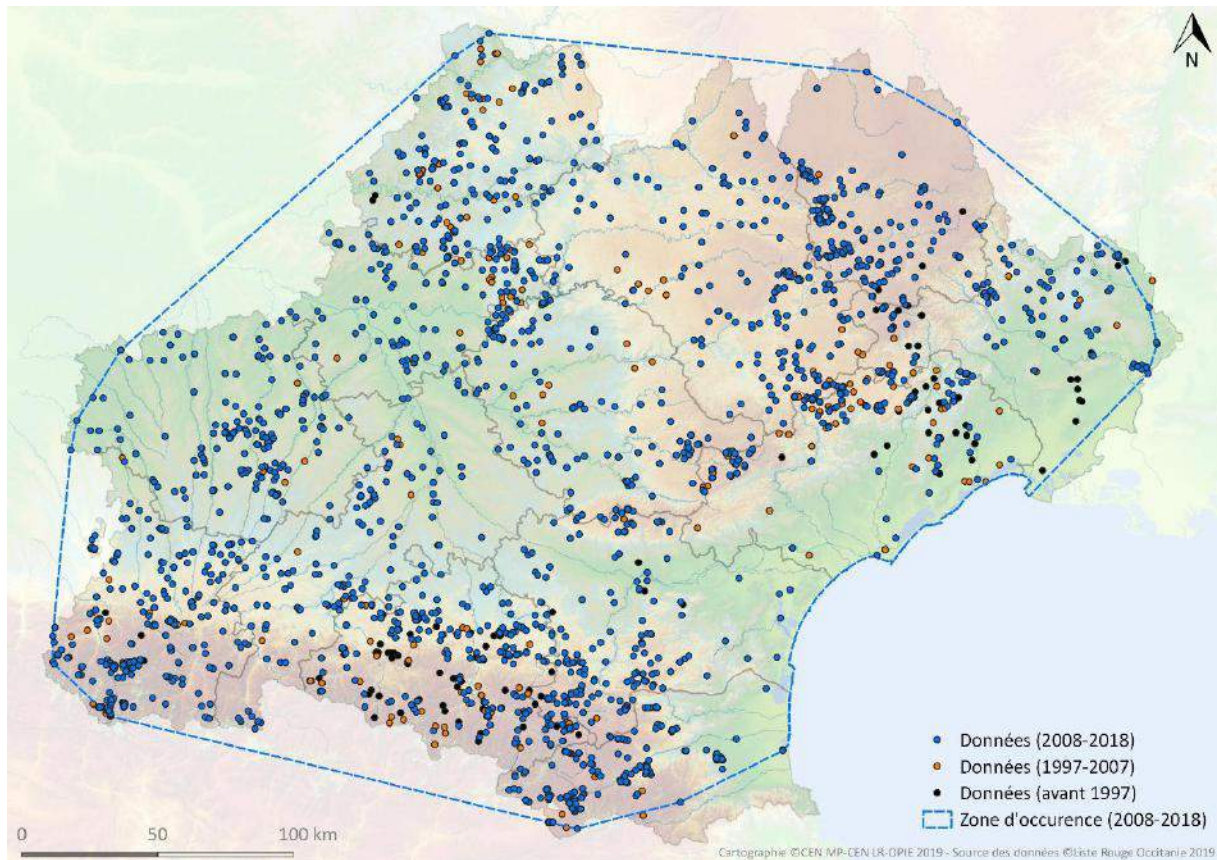 N
Données (2008-2018)
Données (1997-2007)
Données (avant 1997)
Zone d'occurence (2008-2018)
0 50 100 km
Cartographie ©CEN MP-CEN LR-OPIE 2019 - Source des données ©Liste Rouge Occitanie 2019